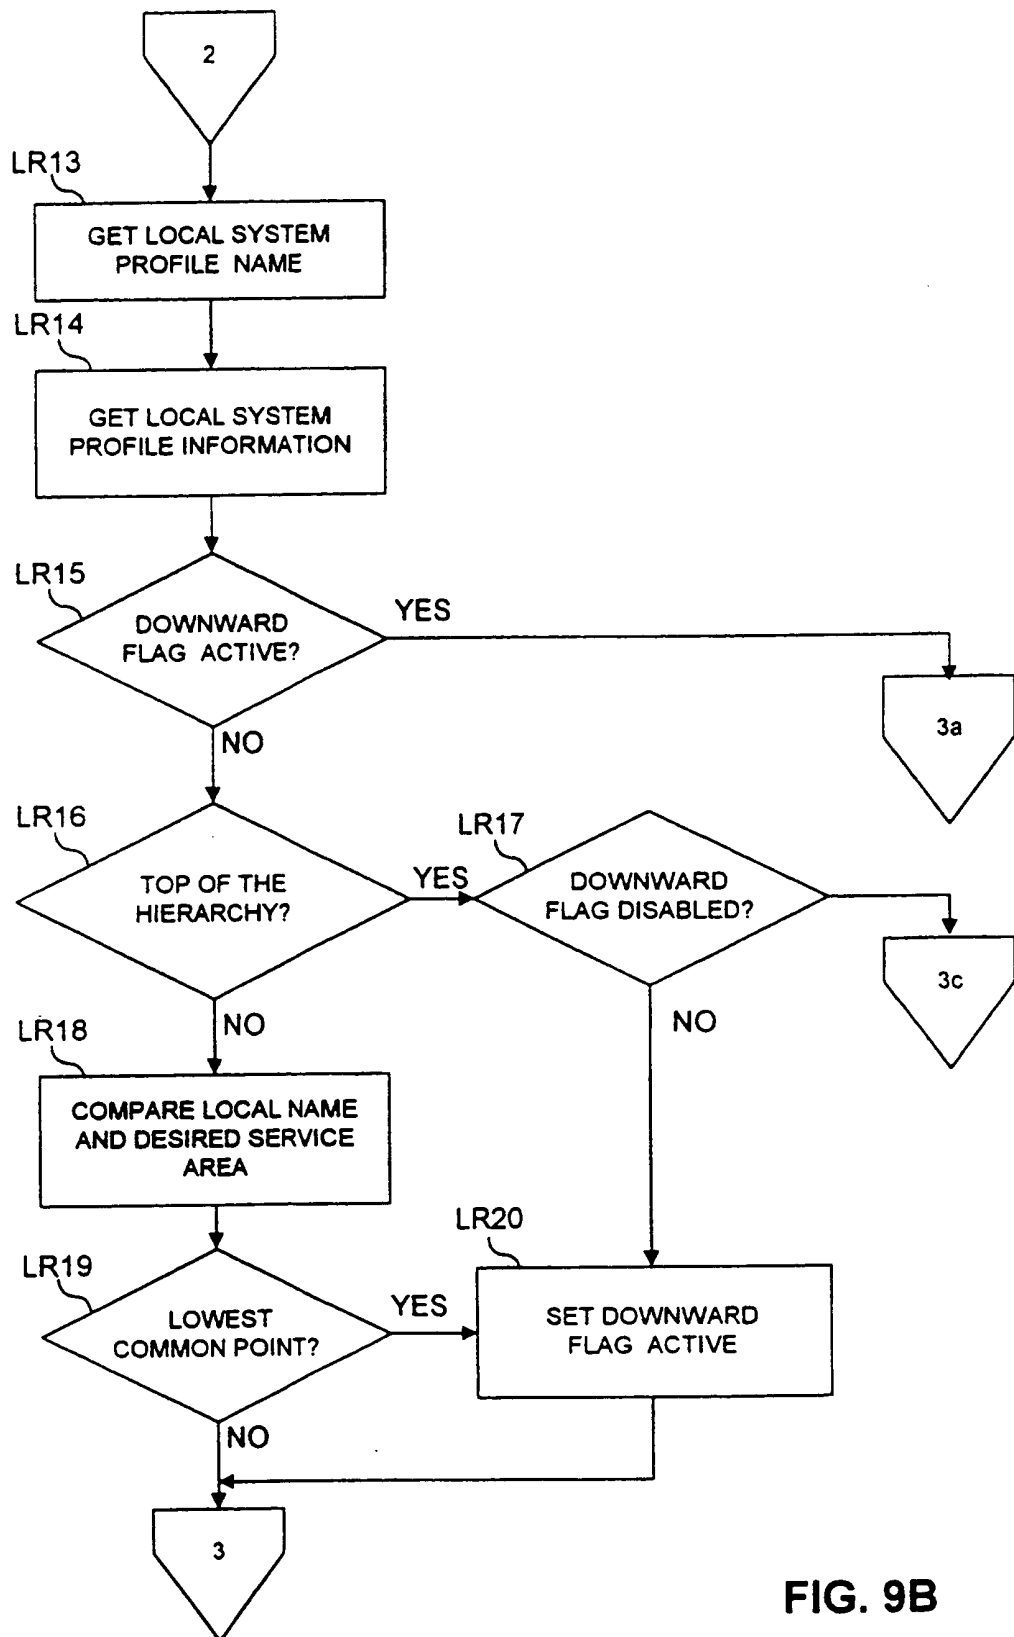 2
LR13
GET LOCAL SYSTEM
PROFILE NAME
LR14
GET LOCAL SYSTEM
PROFILE INFORMATION
LR15
DOWNWARD
FLAG ACTIVE?
YES
3a
NO
LR16
TOP OF THE
HIERARCHY?
YES
LR17
DOWNWARD
FLAG DISABLED?
3c
NO
NO
LR18
COMPARE LOCAL NAME
AND DESIRED SERVICE
AREA
LR19
LOWEST
COMMON POINT?
YES
LR20
SET DOWNWARD
FLAG ACTIVE
NO
3
FIG. 9B